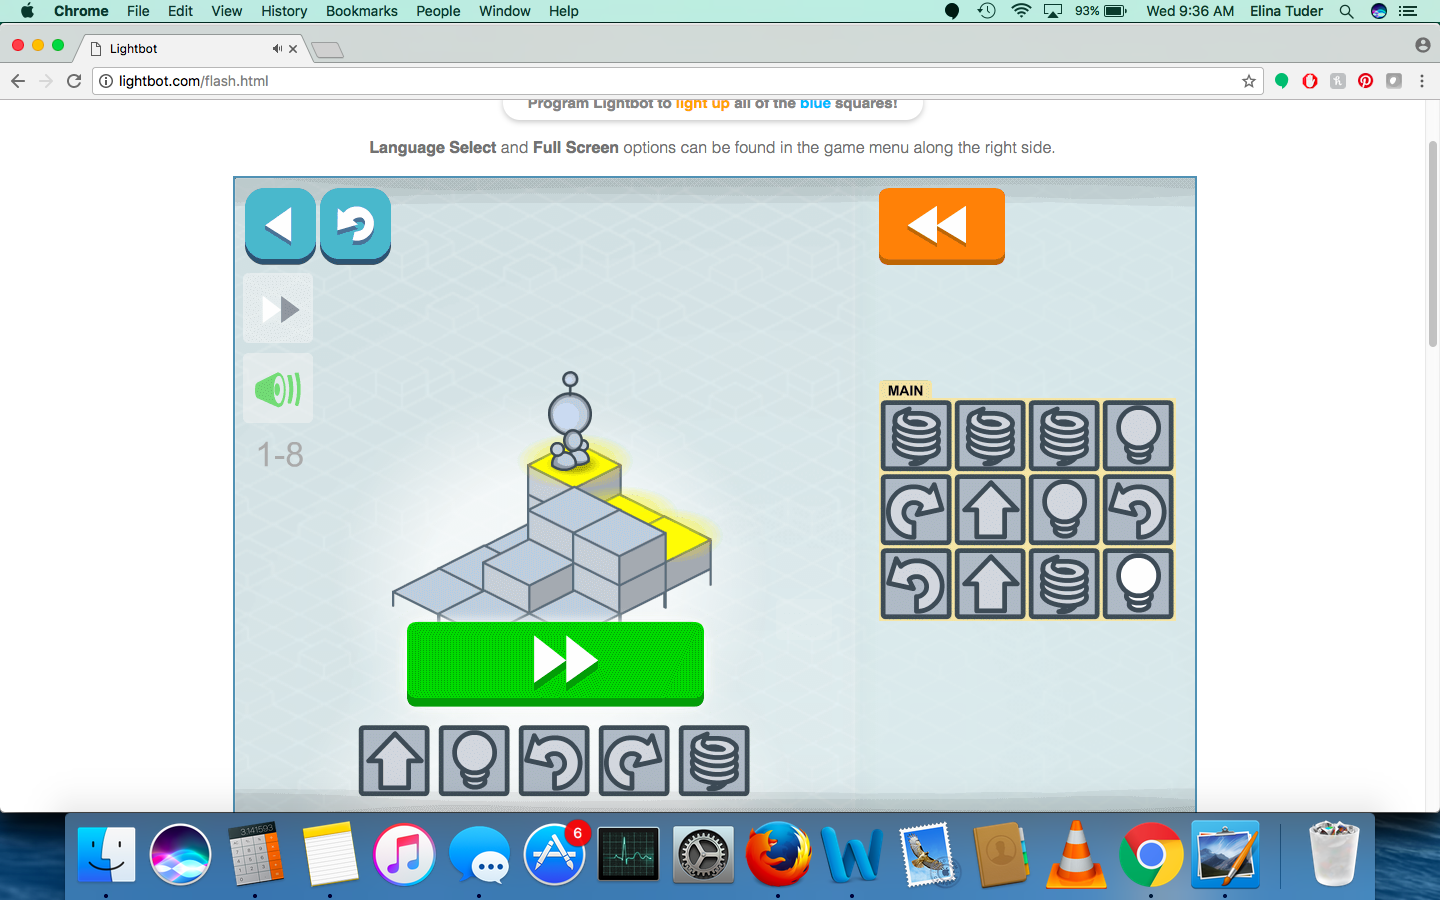 Chrome File Edit View History Bookmarks People Window Help 93% Wed 9:36 AM Elina Tuder
Lightbot
lightbot.com/flash.html
Program Lightbot to light up all of the blue squares!
Language Select and Full Screen options can be found in the game menu along the right side.
1-8
MAIN
3.141593
6